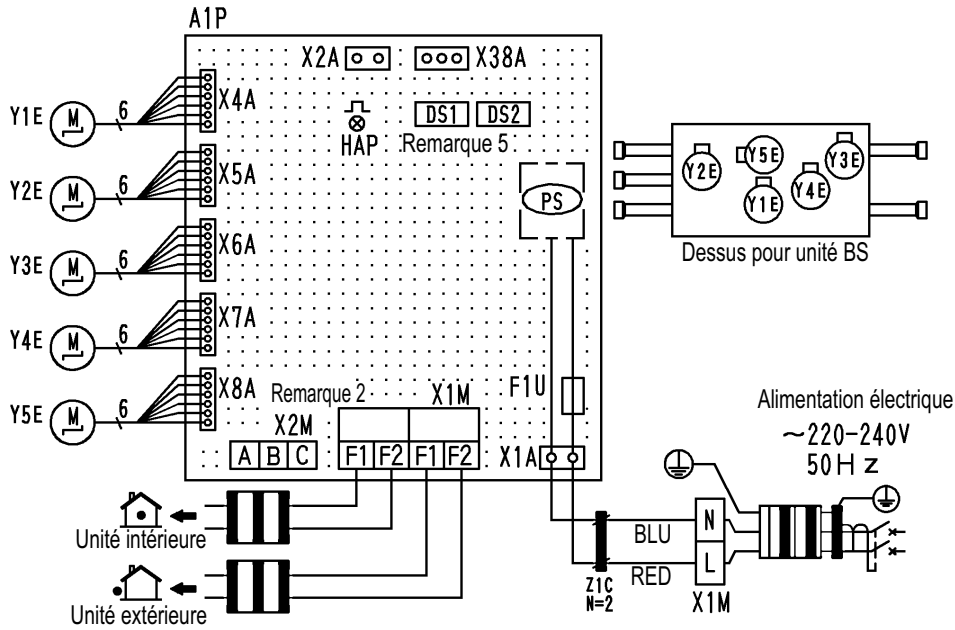 A1P
X2A
X38A
Y1E
M
6
X4A
HAP
DS1
DS2
Remarque 5
Y2E
M
6
X5A
PS
Y2E
Y5E
Y1E
Y4E
Y3E
Dessus pour unité BS
Y3E
M
6
X6A
Y4E
M
6
X7A
Y5E
M
6
X8A
Remarque 2
X1M
F1U
X2M
A B C
F1 F2 F1 F2
X1A
Alimentation électrique
~220-240V
50Hz
Unité intérieure
BLU
N
RED
L
Z1C
N=2
X1M
Unité extérieure